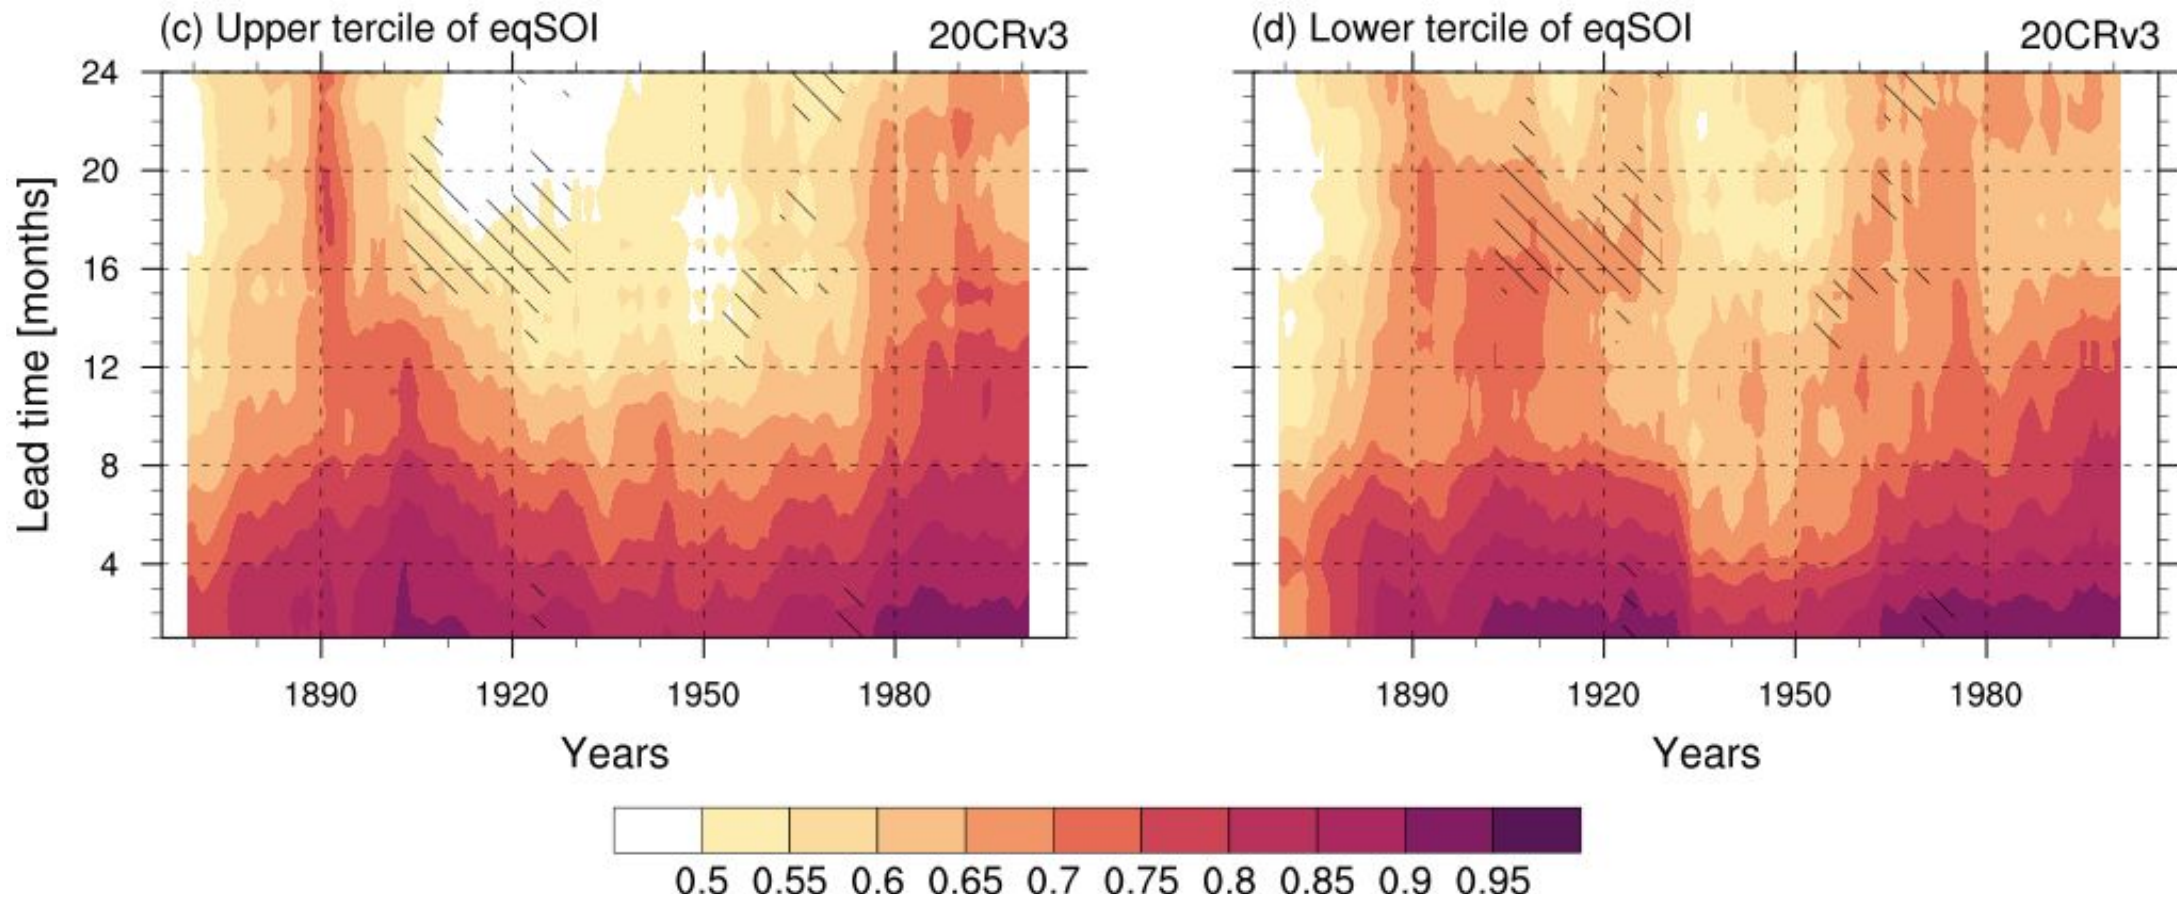 (c) Upper tercile of eqSOI 20CRv3
(d) Lower tercile of eqSOI 20CRv3
Lead time [months]
24
20
16
12
8
4
1890 1920 1950 1980
1890 1920 1950 1980
Years
Years
0.5 0.55 0.6 0.65 0.7 0.75 0.8 0.85 0.9 0.95